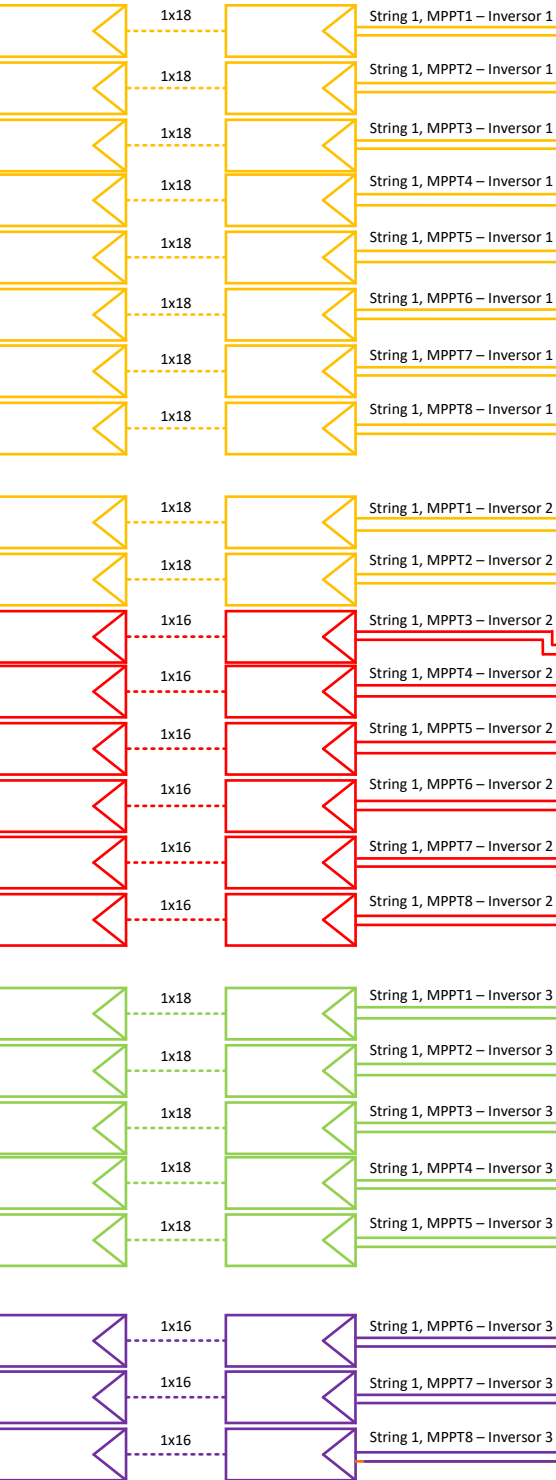 1x18 String 1, MPPT1 – Inversor 1
1x18 String 1, MPPT2 – Inversor 1
1x18 String 1, MPPT3 – Inversor 1
1x18 String 1, MPPT4 – Inversor 1
1x18 String 1, MPPT5 – Inversor 1
1x18 String 1, MPPT6 – Inversor 1
1x18 String 1, MPPT7 – Inversor 1
1x18 String 1, MPPT8 – Inversor 1
1x18 String 1, MPPT1 – Inversor 2
1x18 String 1, MPPT2 – Inversor 2
1x16 String 1, MPPT3 – Inversor 2
1x16 String 1, MPPT4 – Inversor 2
1x16 String 1, MPPT5 – Inversor 2
1x16 String 1, MPPT6 – Inversor 2
1x16 String 1, MPPT7 – Inversor 2
1x16 String 1, MPPT8 – Inversor 2
1x18 String 1, MPPT1 – Inversor 3
1x18 String 1, MPPT2 – Inversor 3
1x18 String 1, MPPT3 – Inversor 3
1x18 String 1, MPPT4 – Inversor 3
1x18 String 1, MPPT5 – Inversor 3
1x16 String 1, MPPT6 – Inversor 3
1x16 String 1, MPPT7 – Inversor 3
1x16 String 1, MPPT8 – Inversor 3